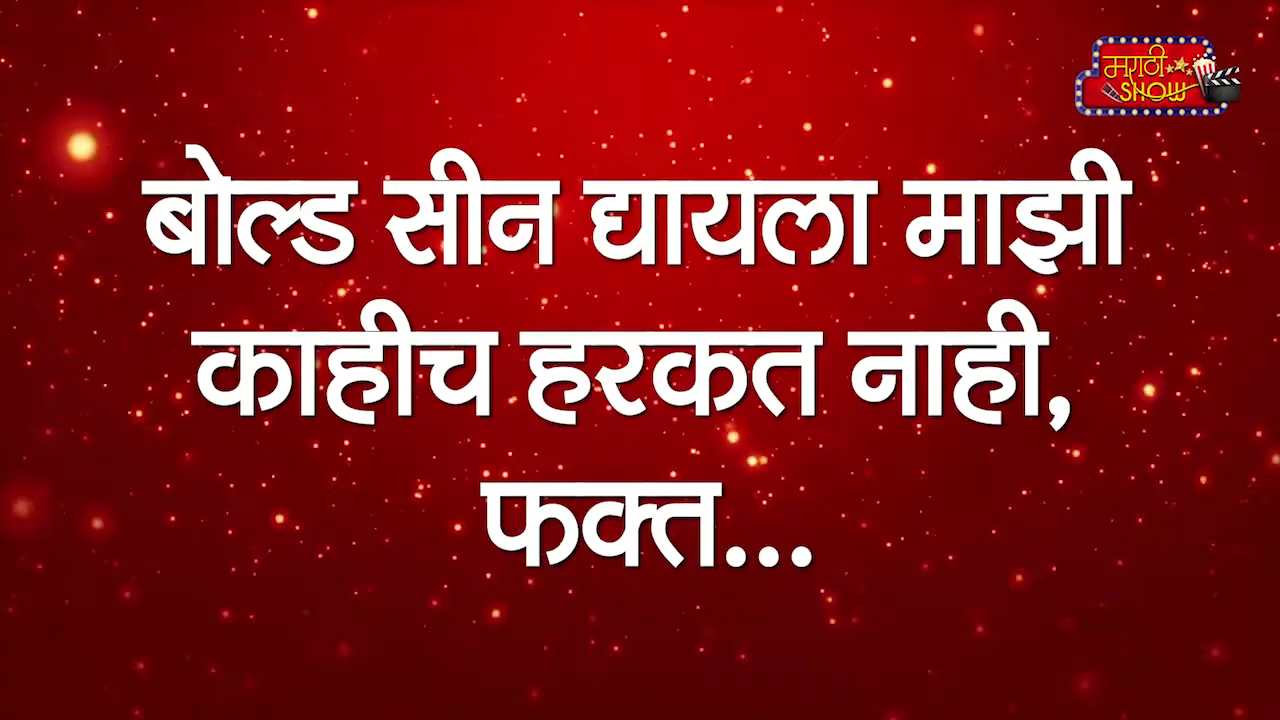 मराठी
SHOW
बोल्ड सीन द्यायला माझी
काहीच हरकत नाही,
फक्त...